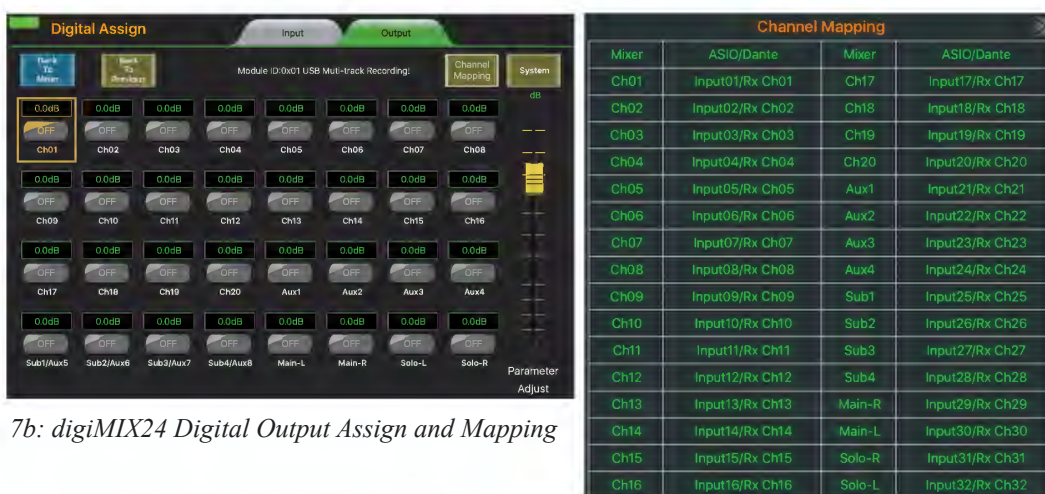 Digital Assign
Input
Output
Back To Mixer
Back To Previous
Module ID:0x01 USB Muti-track Recording!
Channel Mapping
System
dB
0.0dB 0.0dB 0.0dB 0.0dB 0.0dB 0.0dB 0.0dB 0.0dB
OFF OFF OFF OFF OFF OFF OFF OFF
Ch01 Ch02 Ch03 Ch04 Ch05 Ch06 Ch07 Ch08
0.0dB 0.0dB 0.0dB 0.0dB 0.0dB 0.0dB 0.0dB 0.0dB
OFF OFF OFF OFF OFF OFF OFF OFF
Ch09 Ch10 Ch11 Ch12 Ch13 Ch14 Ch15 Ch16
0.0dB 0.0dB 0.0dB 0.0dB 0.0dB 0.0dB 0.0dB 0.0dB
OFF OFF OFF OFF OFF OFF OFF OFF
Ch17 Ch18 Ch19 Ch20 Aux1 Aux2 Aux3 Aux4
0.0dB 0.0dB 0.0dB 0.0dB 0.0dB 0.0dB 0.0dB 0.0dB
OFF OFF OFF OFF OFF OFF OFF OFF
Sub1/Aux5 Sub2/Aux6 Sub3/Aux7 Sub4/Aux8 Main-L Main-R Solo-L Solo-R
Parameter
Adjust
7b: digiMIX24 Digital Output Assign and Mapping
Channel Mapping
Mixer ASIO/Dante Mixer ASIO/Dante
Ch01 Input01/Rx Ch01 Ch17 Input17/Rx Ch17
Ch02 Input02/Rx Ch02 Ch18 Input18/Rx Ch18
Ch03 Input03/Rx Ch03 Ch19 Input19/Rx Ch19
Ch04 Input04/Rx Ch04 Ch20 Input20/Rx Ch20
Ch05 Input05/Rx Ch05 Aux1 Input21/Rx Ch21
Ch06 Input06/Rx Ch06 Aux2 Input22/Rx Ch22
Ch07 Input07/Rx Ch07 Aux3 Input23/Rx Ch23
Ch08 Input08/Rx Ch08 Aux4 Input24/Rx Ch24
Ch09 Input09/Rx Ch09 Sub1 Input25/Rx Ch25
Ch10 Input10/Rx Ch10 Sub2 Input26/Rx Ch26
Ch11 Input11/Rx Ch11 Sub3 Input27/Rx Ch27
Ch12 Input12/Rx Ch12 Sub4 Input28/Rx Ch28
Ch13 Input13/Rx Ch13 Main-R Input29/Rx Ch29
Ch14 Input14/Rx Ch14 Main-L Input30/Rx Ch30
Ch15 Input15/Rx Ch15 Solo-R Input31/Rx Ch31
Ch16 Input16/Rx Ch16 Solo-L Input32/Rx Ch32